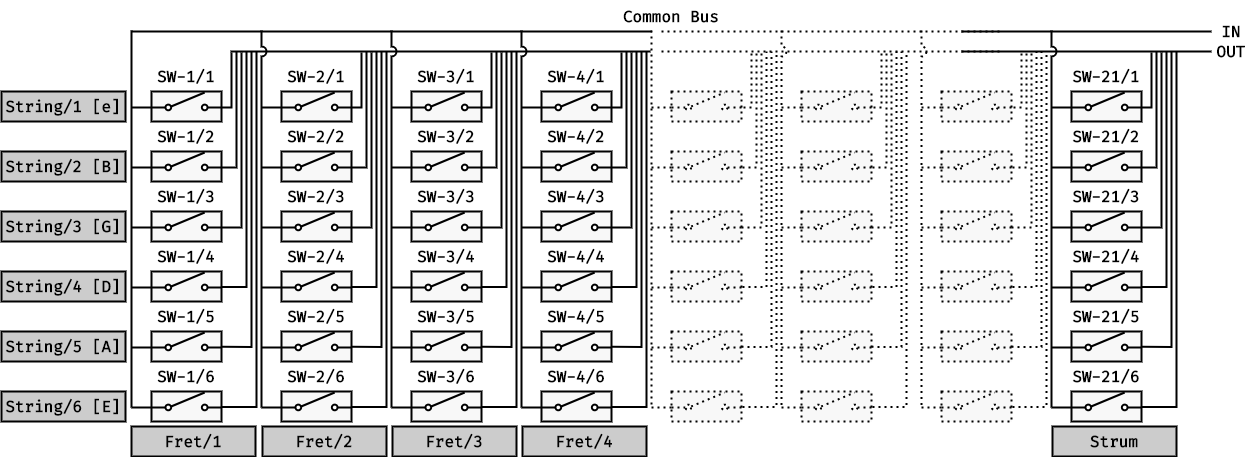 Common Bus
IN
OUT
SW-1/1 SW-2/1 SW-3/1 SW-4/1 SW-21/1
String/1 [e]
SW-1/2 SW-2/2 SW-3/2 SW-4/2 SW-21/2
String/2 [B]
SW-1/3 SW-2/3 SW-3/3 SW-4/3 SW-21/3
String/3 [G]
SW-1/4 SW-2/4 SW-3/4 SW-4/4 SW-21/4
String/4 [D]
SW-1/5 SW-2/5 SW-3/5 SW-4/5 SW-21/5
String/5 [A]
SW-1/6 SW-2/6 SW-3/6 SW-4/6 SW-21/6
String/6 [E]
Fret/1 Fret/2 Fret/3 Fret/4 Strum